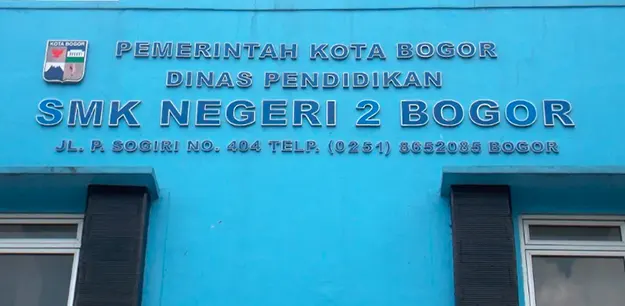 KOTA BOGOR
PEMERINTAH KOTA BOGOR
DINAS PENDIDIKAN
SMK NEGERI 2 BOGOR
JL. P. SOGIRI NO. 404 TELP. (0251) 8652085 BOGOR